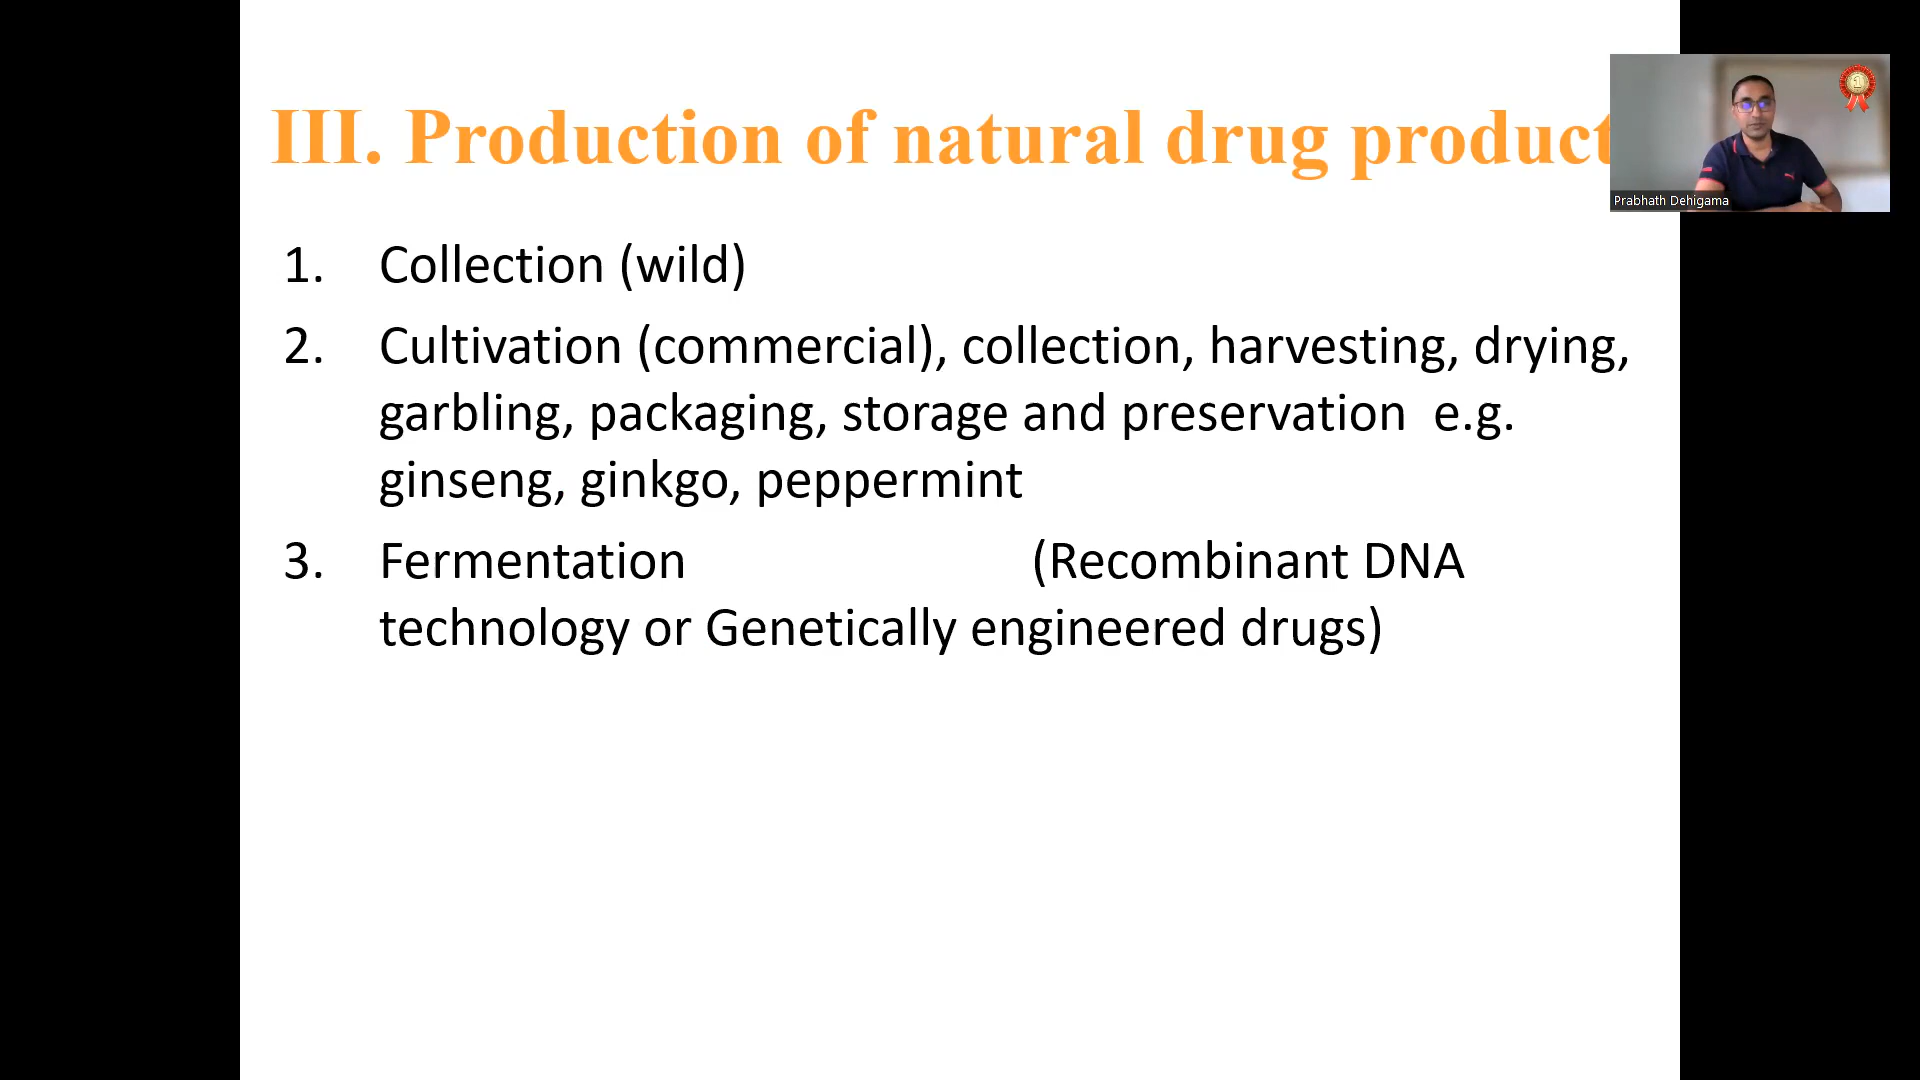 III. Production of natural drug product
1. Collection (wild)
2. Cultivation (commercial), collection, harvesting, drying,
garbling, packaging, storage and preservation e.g.
ginseng, ginkgo, peppermint
3. Fermentation (Recombinant DNA
technology or Genetically engineered drugs)
1
Prabhath Dehigama